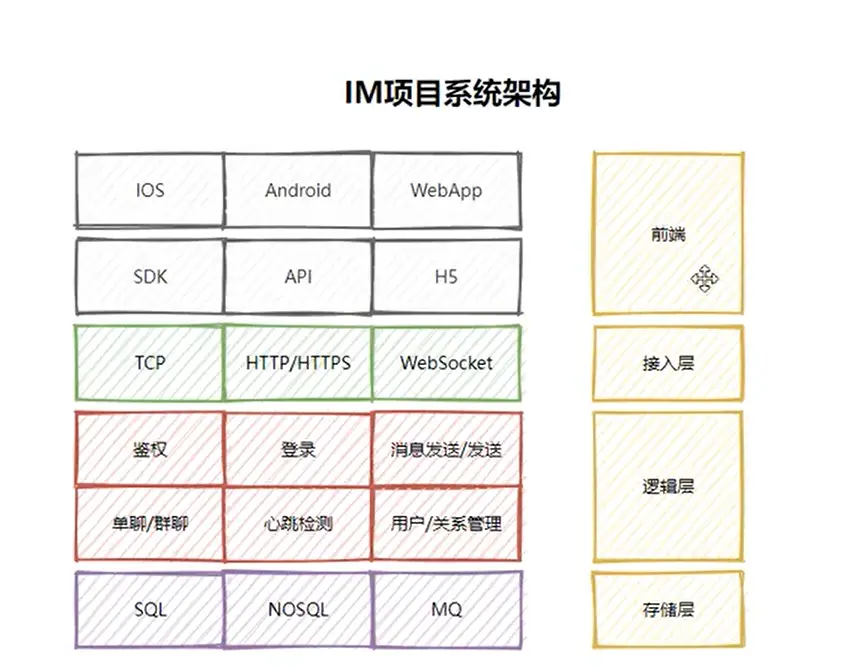 IM项目系统架构
IOS Android WebApp
前端
SDK API H5
TCP HTTP/HTTPS WebSocket 接入层
鉴权 登录 消息发送/发送
逻辑层
单聊/群聊 心跳检测 用户/关系管理
SQL NOSQL MQ 存储层